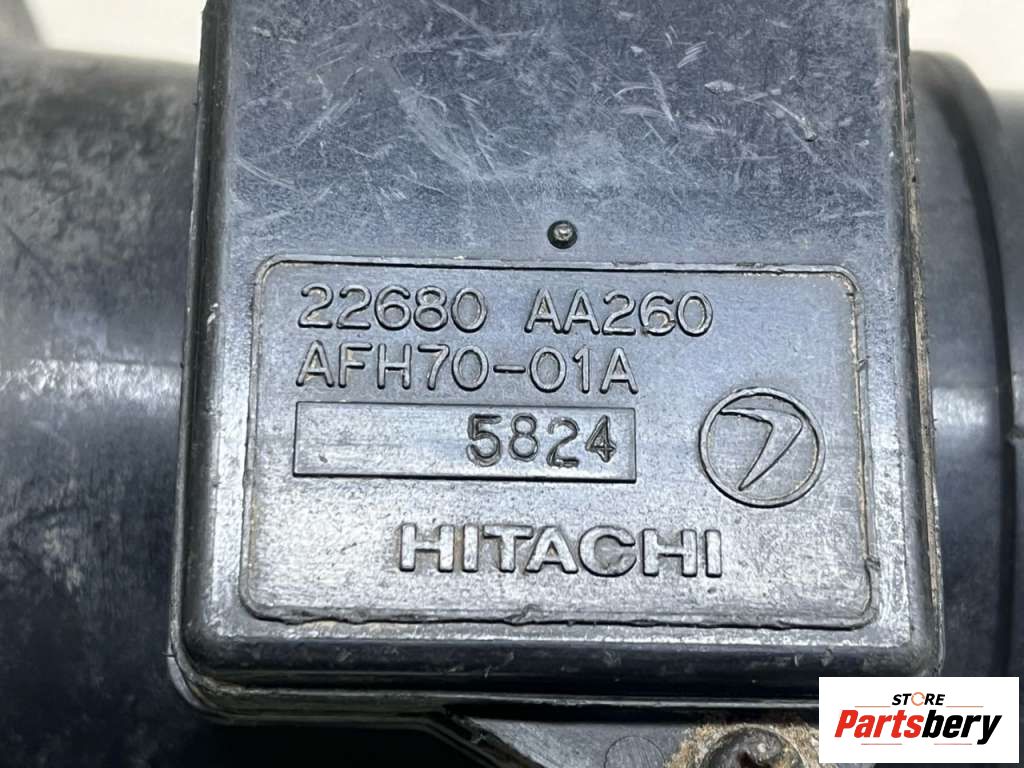 22680 AA260
AFH70-01A
5824
HITACHI
STORE
Partsbery